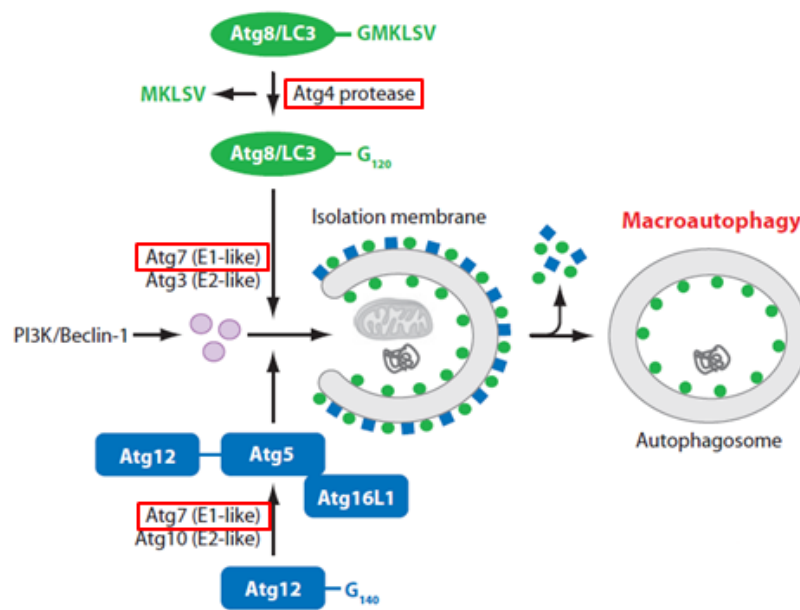 Atg8/LC3 GMKLSV
MKLSV Atg4 protease
Atg8/LC3 G120
Isolation membrane
Macroautophagy
Atg7 (E1-like)
Atg3 (E2-like)
PI3K/Beclin-1
Autophagosome
Atg12 Atg5
Atg16L1
Atg7 (E1-like)
Atg10 (E2-like)
Atg12 G140